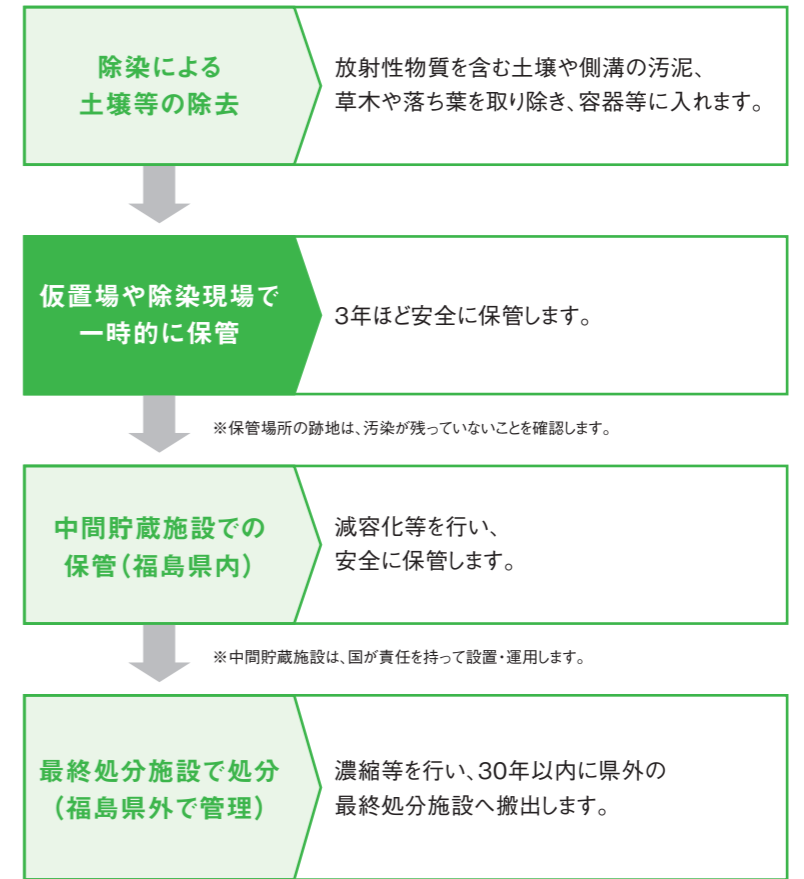 除染による
土壌等の除去
放射性物質を含む土壌や側溝の汚泥、
草木や落ち葉を取り除き、容器等に入れます。
仮置場や除染現場で
一時的に保管
3年ほど安全に保管します。
※保管場所の跡地は、汚染が残っていないことを確認します。
中間貯蔵施設での
保管(福島県内)
減容化等を行い、
安全に保管します。
※中間貯蔵施設は、国が責任を持って設置・運用します。
最終処分施設で処分
(福島県外で管理)
濃縮等を行い、30年以内に県外の
最終処分施設へ搬出します。